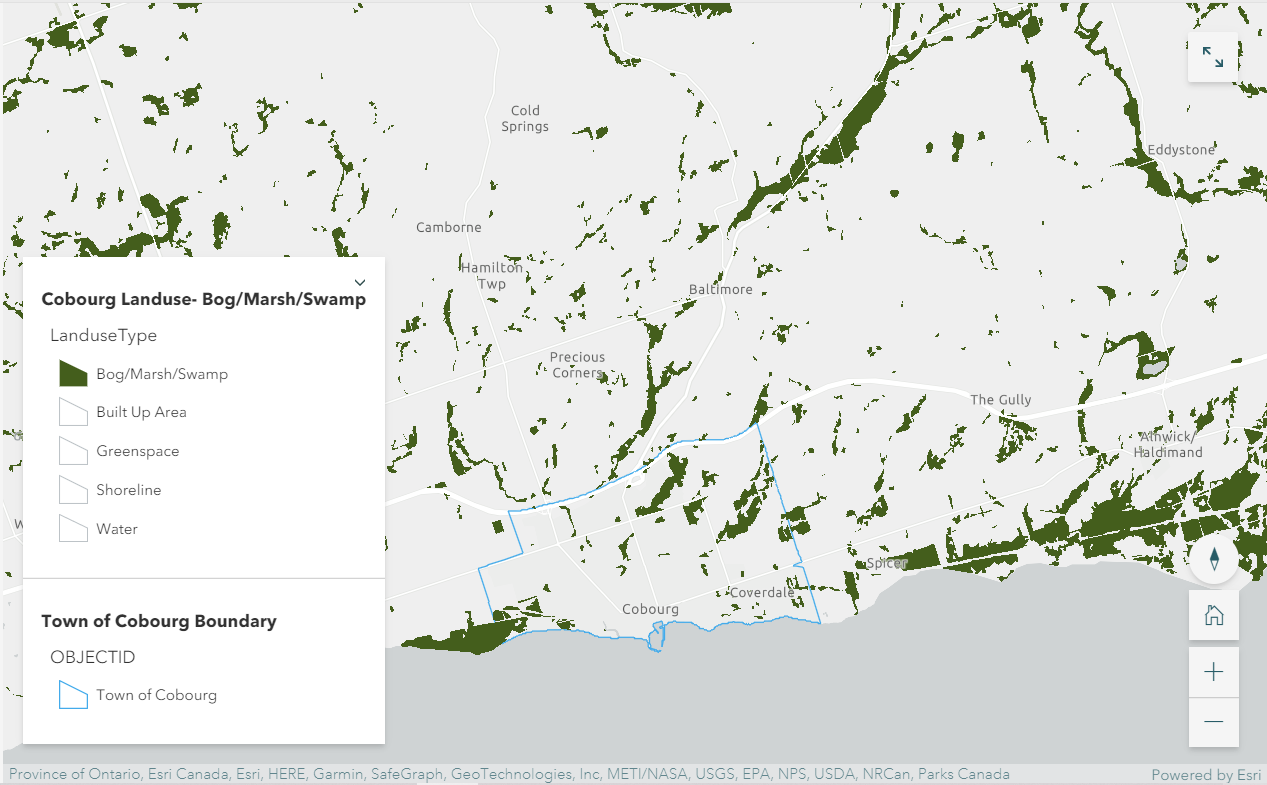 Cold
Springs
Eddystone
Camborne
Hamilton
Twp
Baltimore
Precious
Corners
The Gully
Alnwick/
Haldimand
Spicer
Coverdale
Cobourg
W
Cobourg Landuse- Bog/Marsh/Swamp
LanduseType
Bog/Marsh/Swamp
Built Up Area
Greenspace
Shoreline
Water
Town of Cobourg Boundary
OBJECTID
Town of Cobourg
Province of Ontario, Esri Canada, Esri, HERE, Garmin, SafeGraph, GeoTechnologies, Inc, METI/NASA, USGS, EPA, NPS, USDA, NRCan, Parks Canada
Powered by Esri